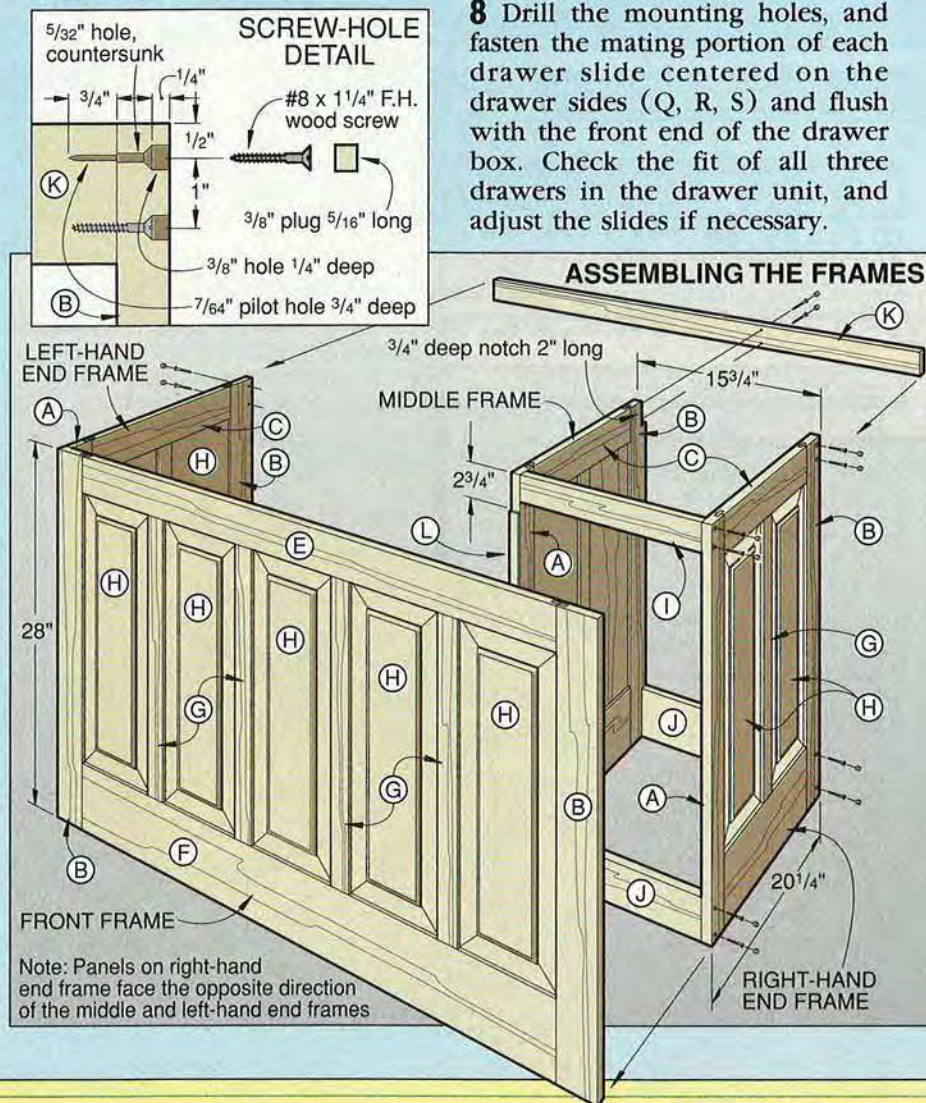 5/32" hole,
countersunk
SCREW-HOLE
DETAIL
1/4"
3/4"
#8 x 1 1/4" F.H.
wood screw
1/2"
K
1"
3/8" plug 5/16" long
3/8" hole 1/4" deep
B
7/64" pilot hole 3/4" deep
8 Drill the mounting holes, and
fasten the mating portion of each
drawer slide centered on the
drawer sides (Q, R, S) and flush
with the front end of the drawer
box. Check the fit of all three
drawers in the drawer unit, and
adjust the slides if necessary.
ASSEMBLING THE FRAMES
K
LEFT-HAND
END FRAME
3/4" deep notch 2" long
15 3/4"
MIDDLE FRAME
A
C
B
H
B
C
2 3/4"
28"
E
L
A
B
I
H
H
H
H
H
G
G
G
H
J
A
B
F
B
J
20 1/4"
FRONT FRAME
RIGHT-HAND
END FRAME
Note: Panels on right-hand
end frame face the opposite direction
of the middle and left-hand end frames